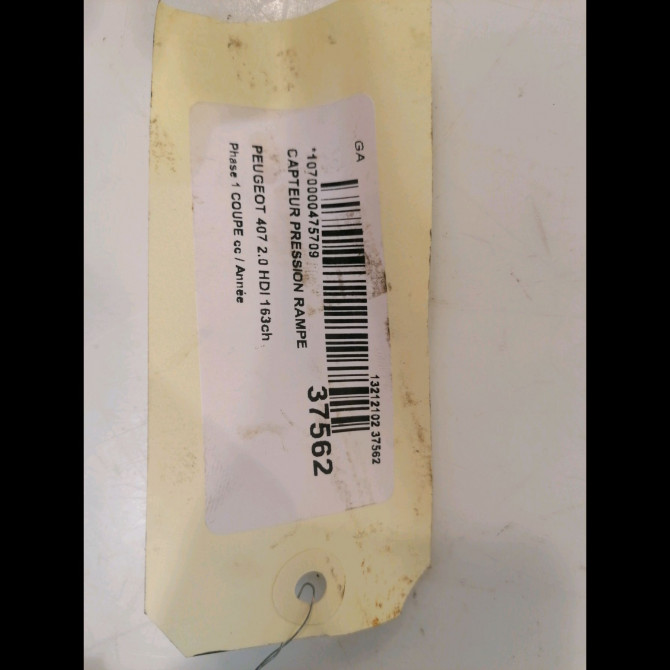 GA
13212102 37562
*1070000475709
37562
CAPTEUR PRESSION RAMPE
PEUGEOT 407 2.0 HDI 163ch
Phase 1 COUPE cc / Année